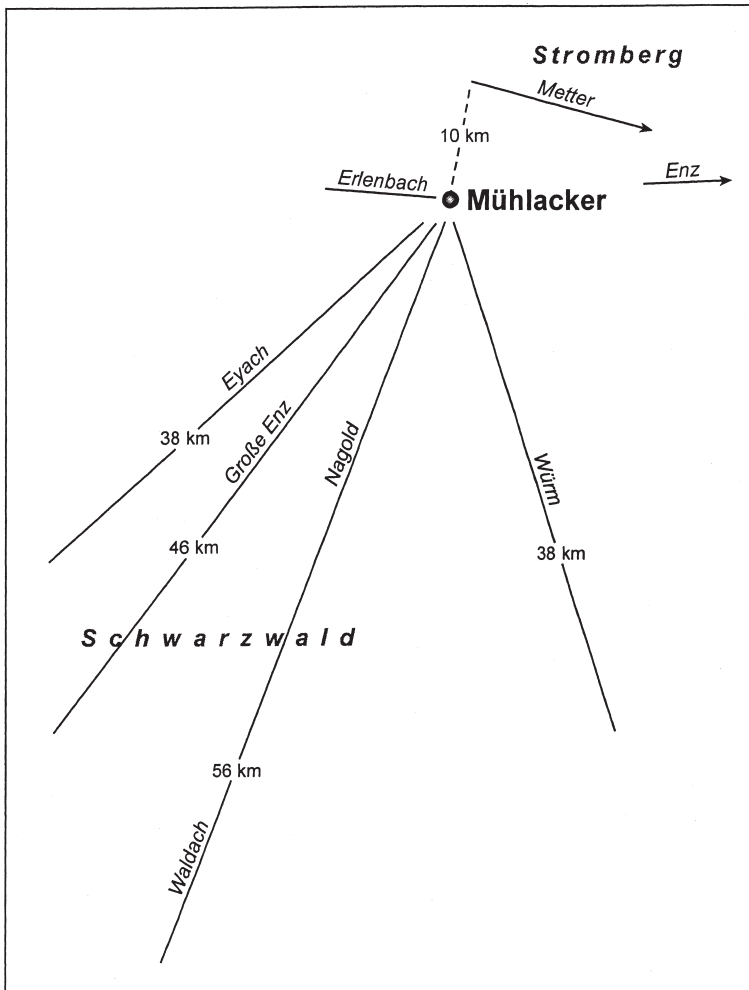 Stromberg
Metter
10 km
Enz
Erlenbach
Mühlacker
Eyach
38 km
Große Enz
Nagold
Würm
46 km
38 km
Schwarzwald
56 km
Waldach